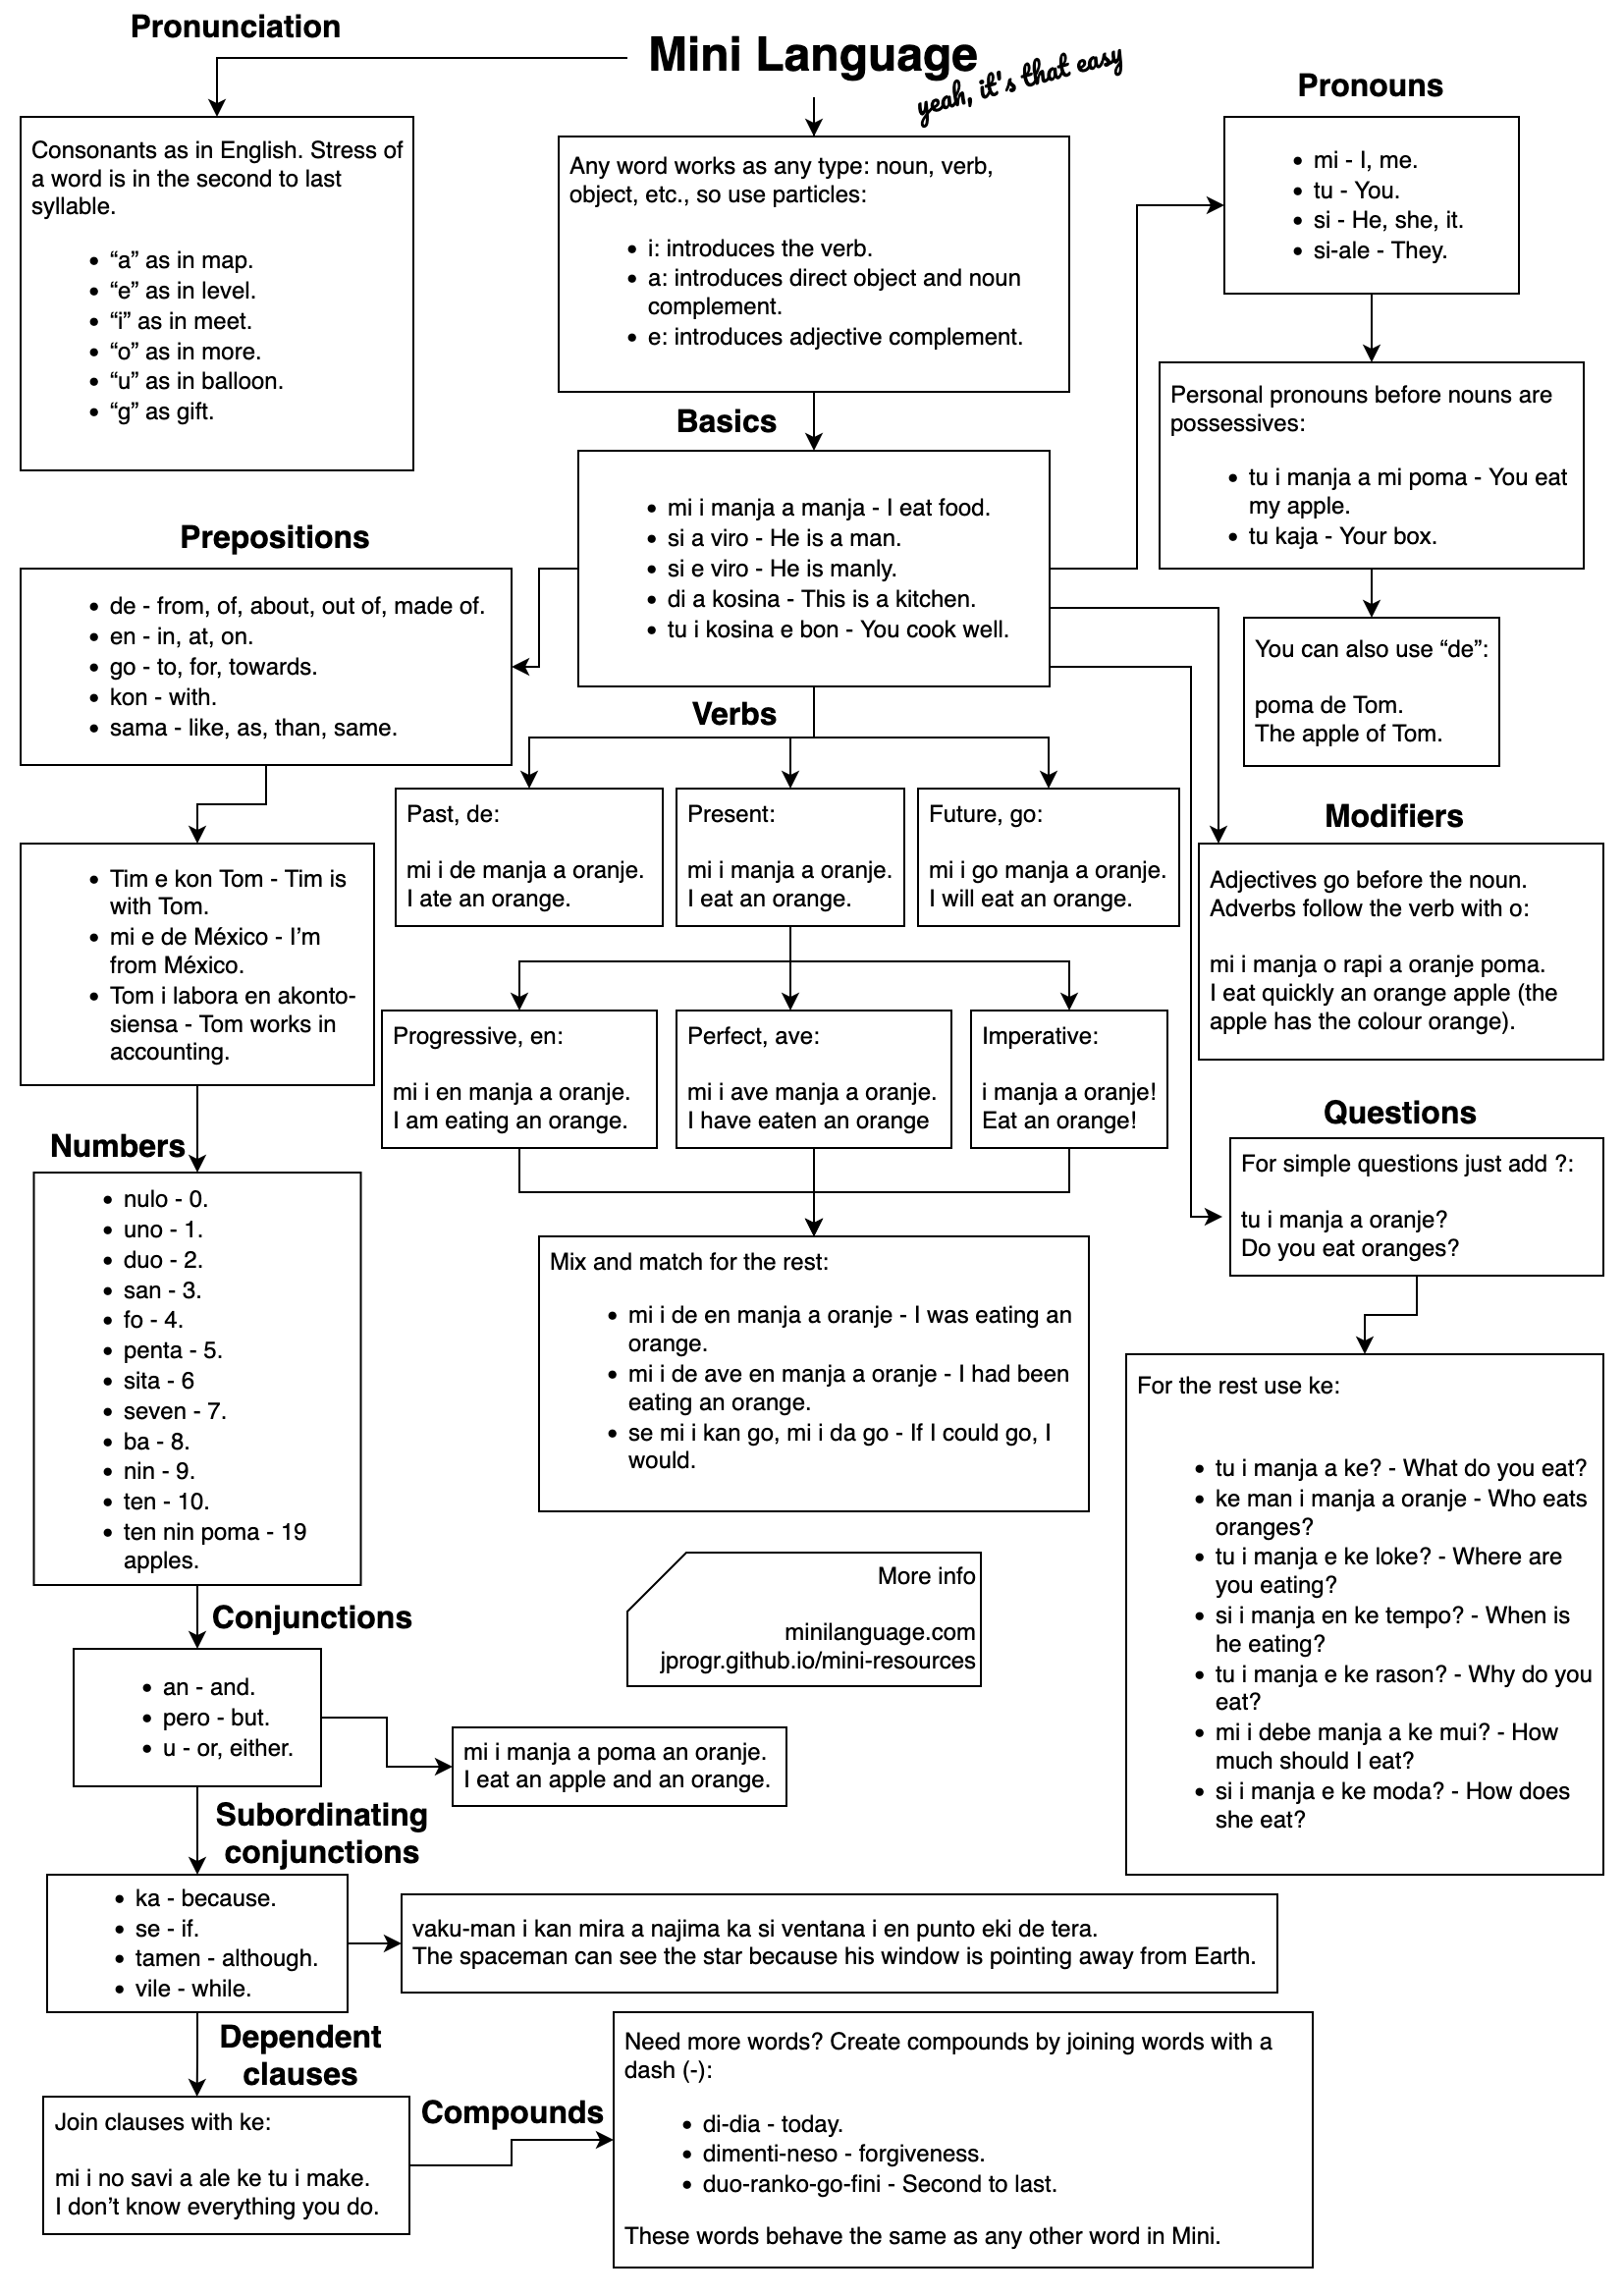 Pronunciation
Mini Language
yeah, it's that easy
Consonants as in English. Stress of
a word is in the second to last
syllable.
• “a” as in map.
• “e” as in level.
• “i” as in meet.
• “o” as in more.
• “u” as in balloon.
• “g” as gift.
Any word works as any type: noun, verb,
object, etc., so use particles:
• i: introduces the verb.
• a: introduces direct object and noun
complement.
• e: introduces adjective complement.
Pronouns
• mi - I, me.
• tu - You.
• si - He, she, it.
• si-ale - They.
Personal pronouns before nouns are
possessives:
• tu i manja a mi poma - You eat
my apple.
• tu kaja - Your box.
You can also use “de”:
poma de Tom.
The apple of Tom.
Basics
• mi i manja a manja - I eat food.
• si a viro - He is a man.
• si e viro - He is manly.
• di a kosina - This is a kitchen.
• tu i kosina e bon - You cook well.
Prepositions
• de - from, of, about, out of, made of.
• en - in, at, on.
• go - to, for, towards.
• kon - with.
• sama - like, as, than, same.
• Tim e kon Tom - Tim is
with Tom.
• mi e de México - I’m
from México.
• Tom i labora en akonto-
siensa - Tom works in
accounting.
Verbs
Past, de:
mi i de manja a oranje.
I ate an orange.
Present:
mi i manja a oranje.
I eat an orange.
Future, go:
mi i go manja a oranje.
I will eat an orange.
Progressive, en:
mi i en manja a oranje.
I am eating an orange.
Perfect, ave:
mi i ave manja a oranje.
I have eaten an orange
Imperative:
i manja a oranje!
Eat an orange!
Mix and match for the rest:
• mi i de en manja a oranje - I was eating an
orange.
• mi i de ave en manja a oranje - I had been
eating an orange.
• se mi i kan go, mi i da go - If I could go, I
would.
Modifiers
Adjectives go before the noun.
Adverbs follow the verb with o:
mi i manja o rapi a oranje poma.
I eat quickly an orange apple (the
apple has the colour orange).
Questions
For simple questions just add ?:
tu i manja a oranje?
Do you eat oranges?
For the rest use ke:
• tu i manja a ke? - What do you eat?
• ke man i manja a oranje - Who eats
oranges?
• tu i manja e ke loke? - Where are
you eating?
• si i manja en ke tempo? - When is
he eating?
• tu i manja e ke rason? - Why do you
eat?
• mi i debe manja a ke mui? - How
much should I eat?
• si i manja e ke moda? - How does
she eat?
Numbers
• nulo - 0.
• uno - 1.
• duo - 2.
• san - 3.
• fo - 4.
• penta - 5.
• sita - 6
• seven - 7.
• ba - 8.
• nin - 9.
• ten - 10.
• ten nin poma - 19
apples.
More info
minilanguage.com
jprogr.github.io/mini-resources
Conjunctions
• an - and.
• pero - but.
• u - or, either.
mi i manja a poma an oranje.
I eat an apple and an orange.
Subordinating
conjunctions
• ka - because.
• se - if.
• tamen - although.
• vile - while.
vaku-man i kan mira a najima ka si ventana i en punto eki de tera.
The spaceman can see the star because his window is pointing away from Earth.
Dependent
clauses
Join clauses with ke:
mi i no savi a ale ke tu i make.
I don’t know everything you do.
Compounds
Need more words? Create compounds by joining words with a
dash (-):
• di-dia - today.
• dimenti-neso - forgiveness.
• duo-ranko-go-fini - Second to last.
These words behave the same as any other word in Mini.